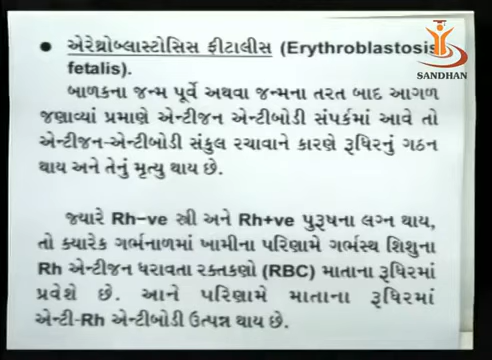 • એરેથ્રોબ્લાસ્ટોસિસ ફીટાલીસ (Erythroblastosis
fetalis).
બાળકના જન્મ પૂર્વે અથવા જન્મના તરત બાદ આગળ
જણાવ્યાં પ્રમાણે એન્ટીજન એન્ટીબોડી સંપર્કમાં આવે તો
એન્ટીજન-એન્ટીબોડી સંકુલ રચાવાને કારણે રૂધિરનું ગઠન
થાય અને તેનું મૃત્યુ થાય છે.
જ્યારે Rh−ve સ્ત્રી અને Rh+ve પુરૂષના લગ્ન થાય,
તો ક્યારેક ગર્ભનાળમાં ખામીના પરિણામે ગર્ભસ્થ શિશુના
Rh એન્ટીજન ધરાવતા રક્તકણો (RBC) માતાના રૂધિરમાં
પ્રવેશે છે. આને પરિણામે માતાના રૂધિરમાં
એન્ટી-Rh એન્ટીબોડી ઉત્પન્ન થાય છે.
SANDHAN